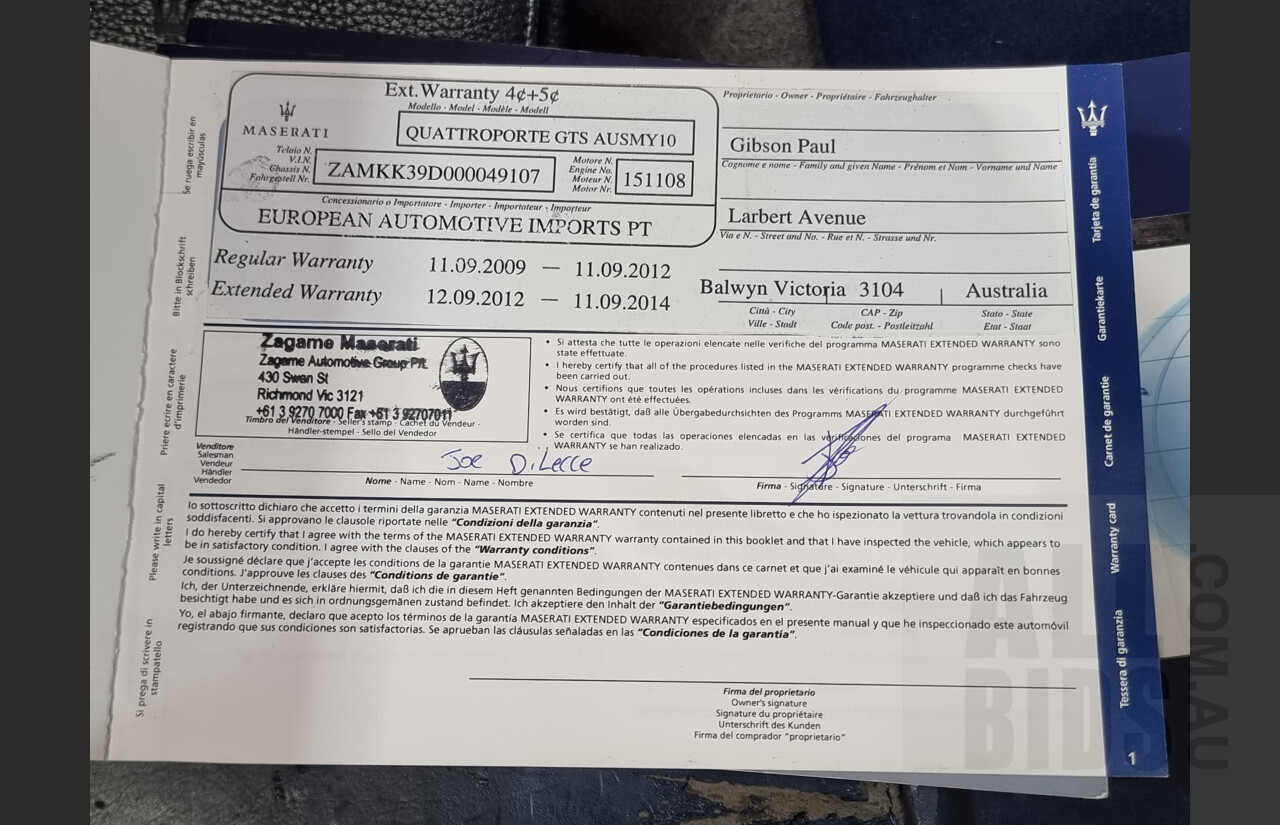 Ext.Warranty 4¢+5¢
Modello - Model - Modèle - Modell
MASERATI
QUATTROPORTE GTS AUSMY10
Telaio N.
V.I.N.
Chassis N.
Fahrgestell Nr.
ZAMKK39D000049107
Motore N.
Engine No.
Moteur N.
Motor Nr.
151108
Concessionario o Importatore - Importer - Importateur - Importeur
EUROPEAN AUTOMOTIVE IMPORTS PT
Regular Warranty 11.09.2009 — 11.09.2012
Extended Warranty 12.09.2012 — 11.09.2014
Proprietario - Owner - Propriétaire - Fahrzeughalter
Gibson Paul
Cognome e nome - Family and given Name - Prénom et Nom - Vorname und Name
Larbert Avenue
Via e N. - Street and No. - Rue et N. - Strasse und Nr.
Balwyn Victoria 3104 Australia
Città - City CAP - Zip Stato - State
Ville - Stadt Code post. - Postleitzahl Etat - Staat
Zagame Maserati
Zagame Automotive Group P/L
430 Swan St
Richmond Vic 3121
+61 3 9270 7000 Fax +61 3 92707011
Timbro del Venditore - Seller's stamp - Cachet du Vendeur -
Händler-stempel - Sello del Vendedor
• Si attesta che tutte le operazioni elencate nelle verifiche del programma MASERATI EXTENDED WARRANTY sono
state effettuate.
• I hereby certify that all of the procedures listed in the MASERATI EXTENDED WARRANTY programme checks have
been carried out.
• Nous certifions que toutes les opérations incluses dans les vérifications du programme MASERATI EXTENDED
WARRANTY ont été effectuées.
• Es wird bestätigt, daß alle Übergabedurchsichten des Programms MASERATI EXTENDED WARRANTY durchgeführt
worden sind.
• Se certifica que todas las operaciones elencadas en las verificaciones del programa MASERATI EXTENDED
WARRANTY se han realizado.
Venditore
Salesman
Vendeur
Händler
Vendedor
Joe DiLecce
Nome - Name - Nom - Name - Nombre
Firma - Signature - Signature - Unterschrift - Firma
Io sottoscritto dichiaro che accetto i termini della garanzia MASERATI EXTENDED WARRANTY contenuti nel presente libretto e che ho ispezionato la vettura trovandola in condizioni
soddisfacenti. Si approvano le clausole riportate nelle "Condizioni della garanzia".
I do hereby certify that I agree with the terms of the MASERATI EXTENDED WARRANTY warranty contained in this booklet and that I have inspected the vehicle, which appears to
be in satisfactory condition. I agree with the clauses of the "Warranty conditions".
Je soussigné déclare que j'accepte les conditions de la garantie MASERATI EXTENDED WARRANTY contenues dans ce carnet et que j'ai examiné le véhicule qui apparaît en bonnes
conditions. J'approuve les clauses des "Conditions de garantie".
Ich, der Unterzeichnende, erkläre hiermit, daß ich die in diesem Heft genannten Bedingungen der MASERATI EXTENDED WARRANTY-Garantie akzeptiere und daß ich das Fahrzeug
besichtigt habe und es sich in ordnungsgemänen zustand befindet. Ich akzeptiere den Inhalt der "Garantiebedingungen".
Yo, el abajo firmante, declaro que acepto los términos de la garantía MASERATI EXTENDED WARRANTY especificados en el presente manual y que he inspeccionado este automóvil
registrando que sus condiciones son satisfactorias. Se aprueban las cláusulas señaladas en las "Condiciones de la garantía".
Firma del proprietario
Owner's signature
Signature du propriétaire
Unterschrift des Kunden
Firma del comprador "proprietario"
Se ruega escribir en
mayúsculas
Bitte in Blockschrift
schreiben
Priere ecrire en caractere
d'imprimerie
Please write in capital
letters
Si prega di scrivere in
stampatello
Tarjeta de garantia
Garantiekarte
Carnet de garantie
Warranty card
Tessera di garanzia
1
ALL
BIDS
.COM.AU